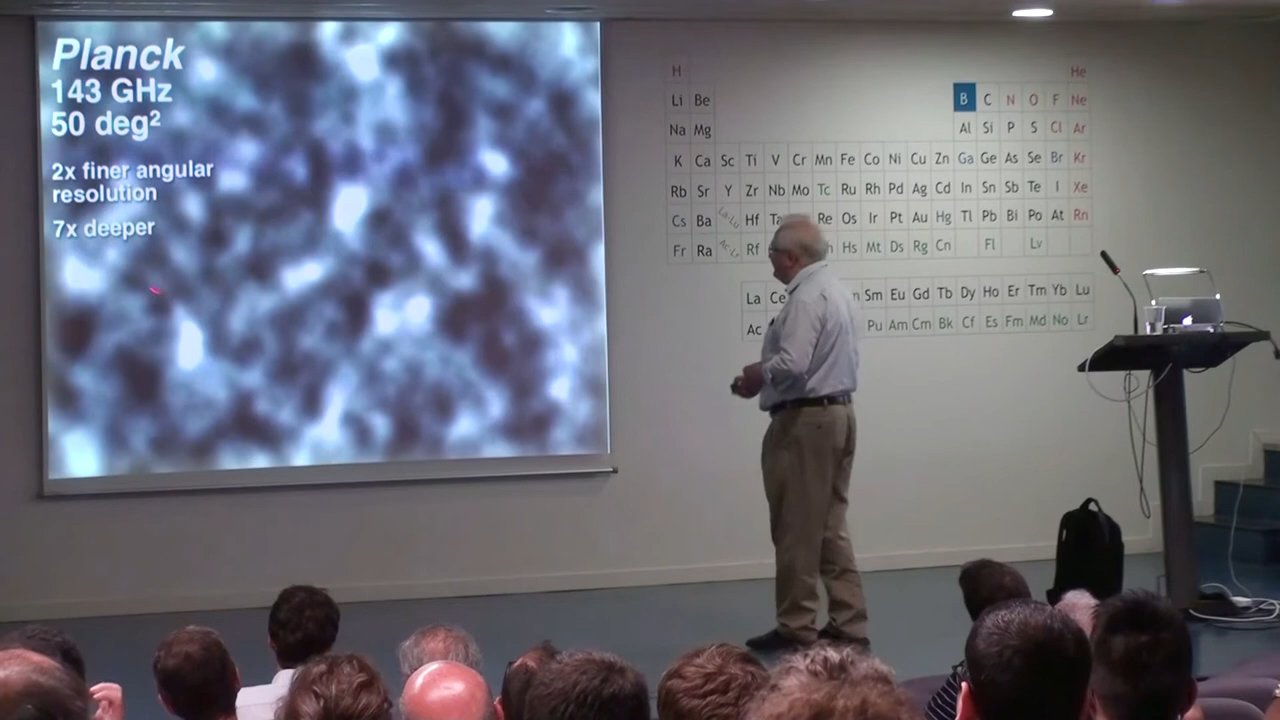 Planck
143 GHz
50 deg²
2x finer angular
resolution
7x deeper
H He
Li Be B C N O F Ne
Na Mg Al Si P S Cl Ar
K Ca Sc Ti V Cr Mn Fe Co Ni Cu Zn Ga Ge As Se Br Kr
Rb Sr Y Zr Nb Mo Tc Ru Rh Pd Ag Cd In Sn Sb Te I Xe
Cs Ba La-Lu Hf Ta Re Os Ir Pt Au Hg Tl Pb Bi Po At Rn
Fr Ra Ac-Lr Rf Hs Mt Ds Rg Cn Fl Lv
La Ce Sm Eu Gd Tb Dy Ho Er Tm Yb Lu
Ac Pu Am Cm Bk Cf Es Fm Md No Lr